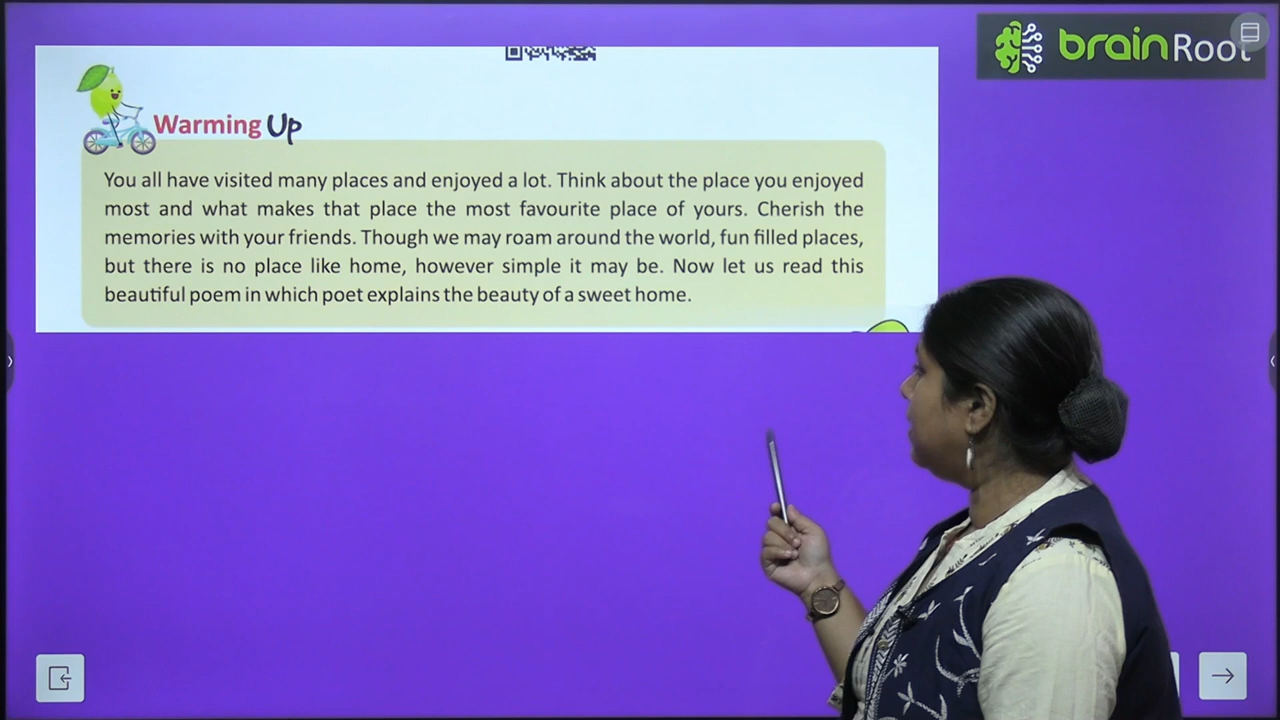 brainRoot
Warming Up
You all have visited many places and enjoyed a lot. Think about the place you enjoyed
most and what makes that place the most favourite place of yours. Cherish the
memories with your friends. Though we may roam around the world, fun filled places,
but there is no place like home, however simple it may be. Now let us read this
beautiful poem in which poet explains the beauty of a sweet home.